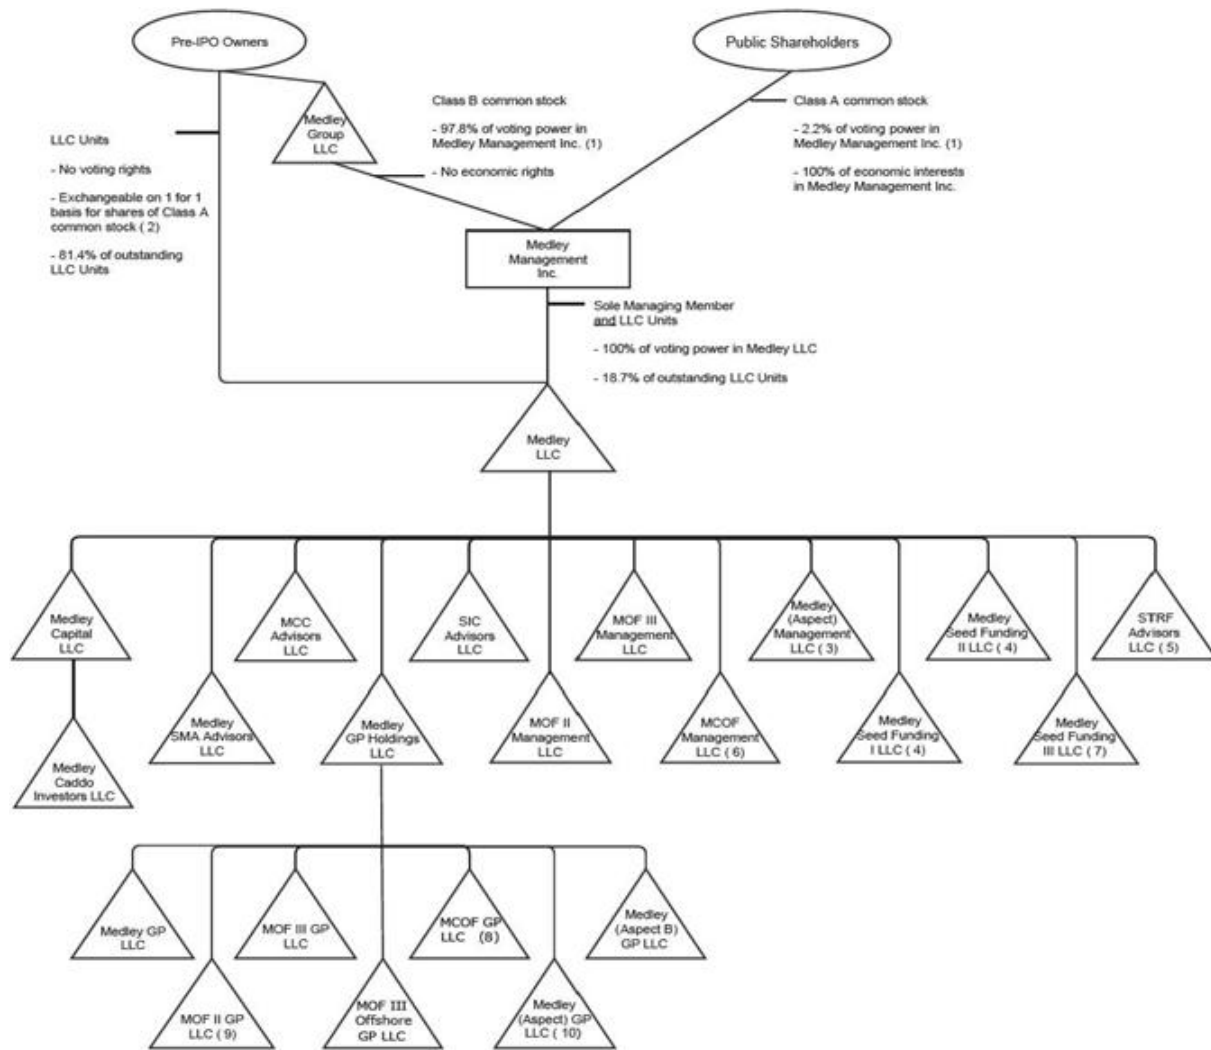 Pre-IPO Owners
Public Shareholders
Medley
Group
LLC
Class B common stock
- 97.8% of voting power in
Medley Management Inc. (1)
- No economic rights
Class A common stock
- 2.2% of voting power in
Medley Management Inc. (1)
- 100% of economic interests
in Medley Management Inc.
LLC Units
- No voting rights
- Exchangeable on 1 for 1
basis for shares of Class A
common stock ( 2)
- 81.4% of outstanding
LLC Units
Medley
Management
Inc.
Sole Managing Member
and LLC Units
- 100% of voting power in Medley LLC
- 18.7% of outstanding LLC Units
Medley
LLC
Medley
Capital
LLC
MCC
Advisors
LLC
SIC
Advisors
LLC
MOF III
Management
LLC
Medley
(Aspect)
Management
LLC ( 3)
Medley
Seed Funding
II LLC ( 4)
STRF
Advisors
LLC ( 5)
Medley
SMA Advisors
LLC
Medley
GP Holdings
LLC
MOF II
Management
LLC
MCOF
Management
LLC ( 6)
Medley
Seed Funding
I LLC ( 4)
Medley
Seed Funding
III LLC ( 7)
Medley
Caddo
Investors LLC
Medley GP
LLC
MOF III GP
LLC
MCOF GP
LLC (8)
Medley
(Aspect B)
GP LLC
MOF II GP
LLC ( 9)
MOF III
Offshore
GP LLC
Medley
(Aspect) GP
LLC ( 10)